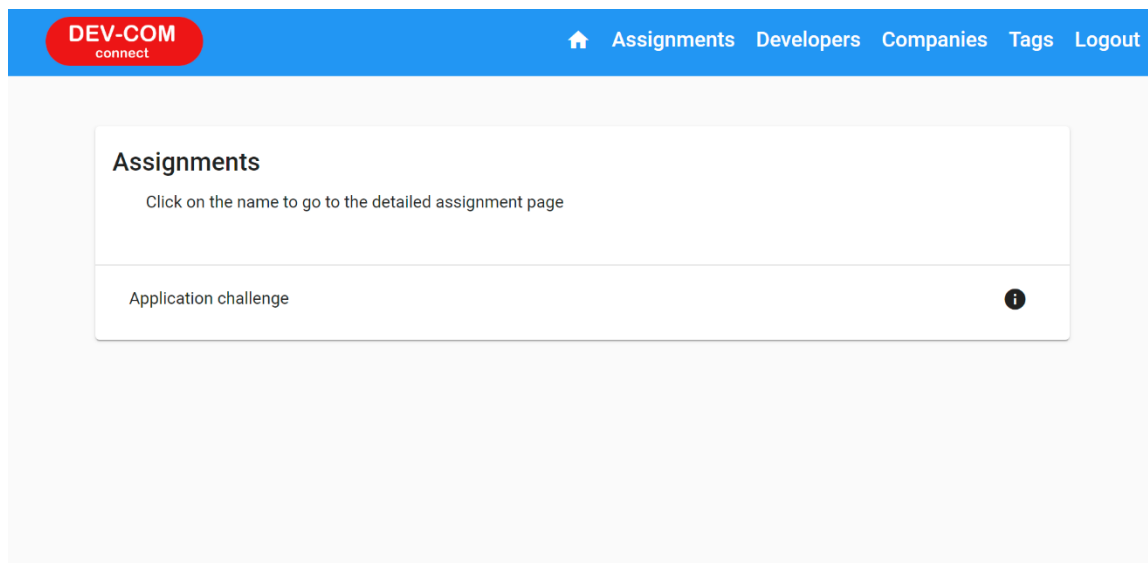 DEV-COM
connect
Assignments Developers Companies Tags Logout
Assignments
Click on the name to go to the detailed assignment page
Application challenge